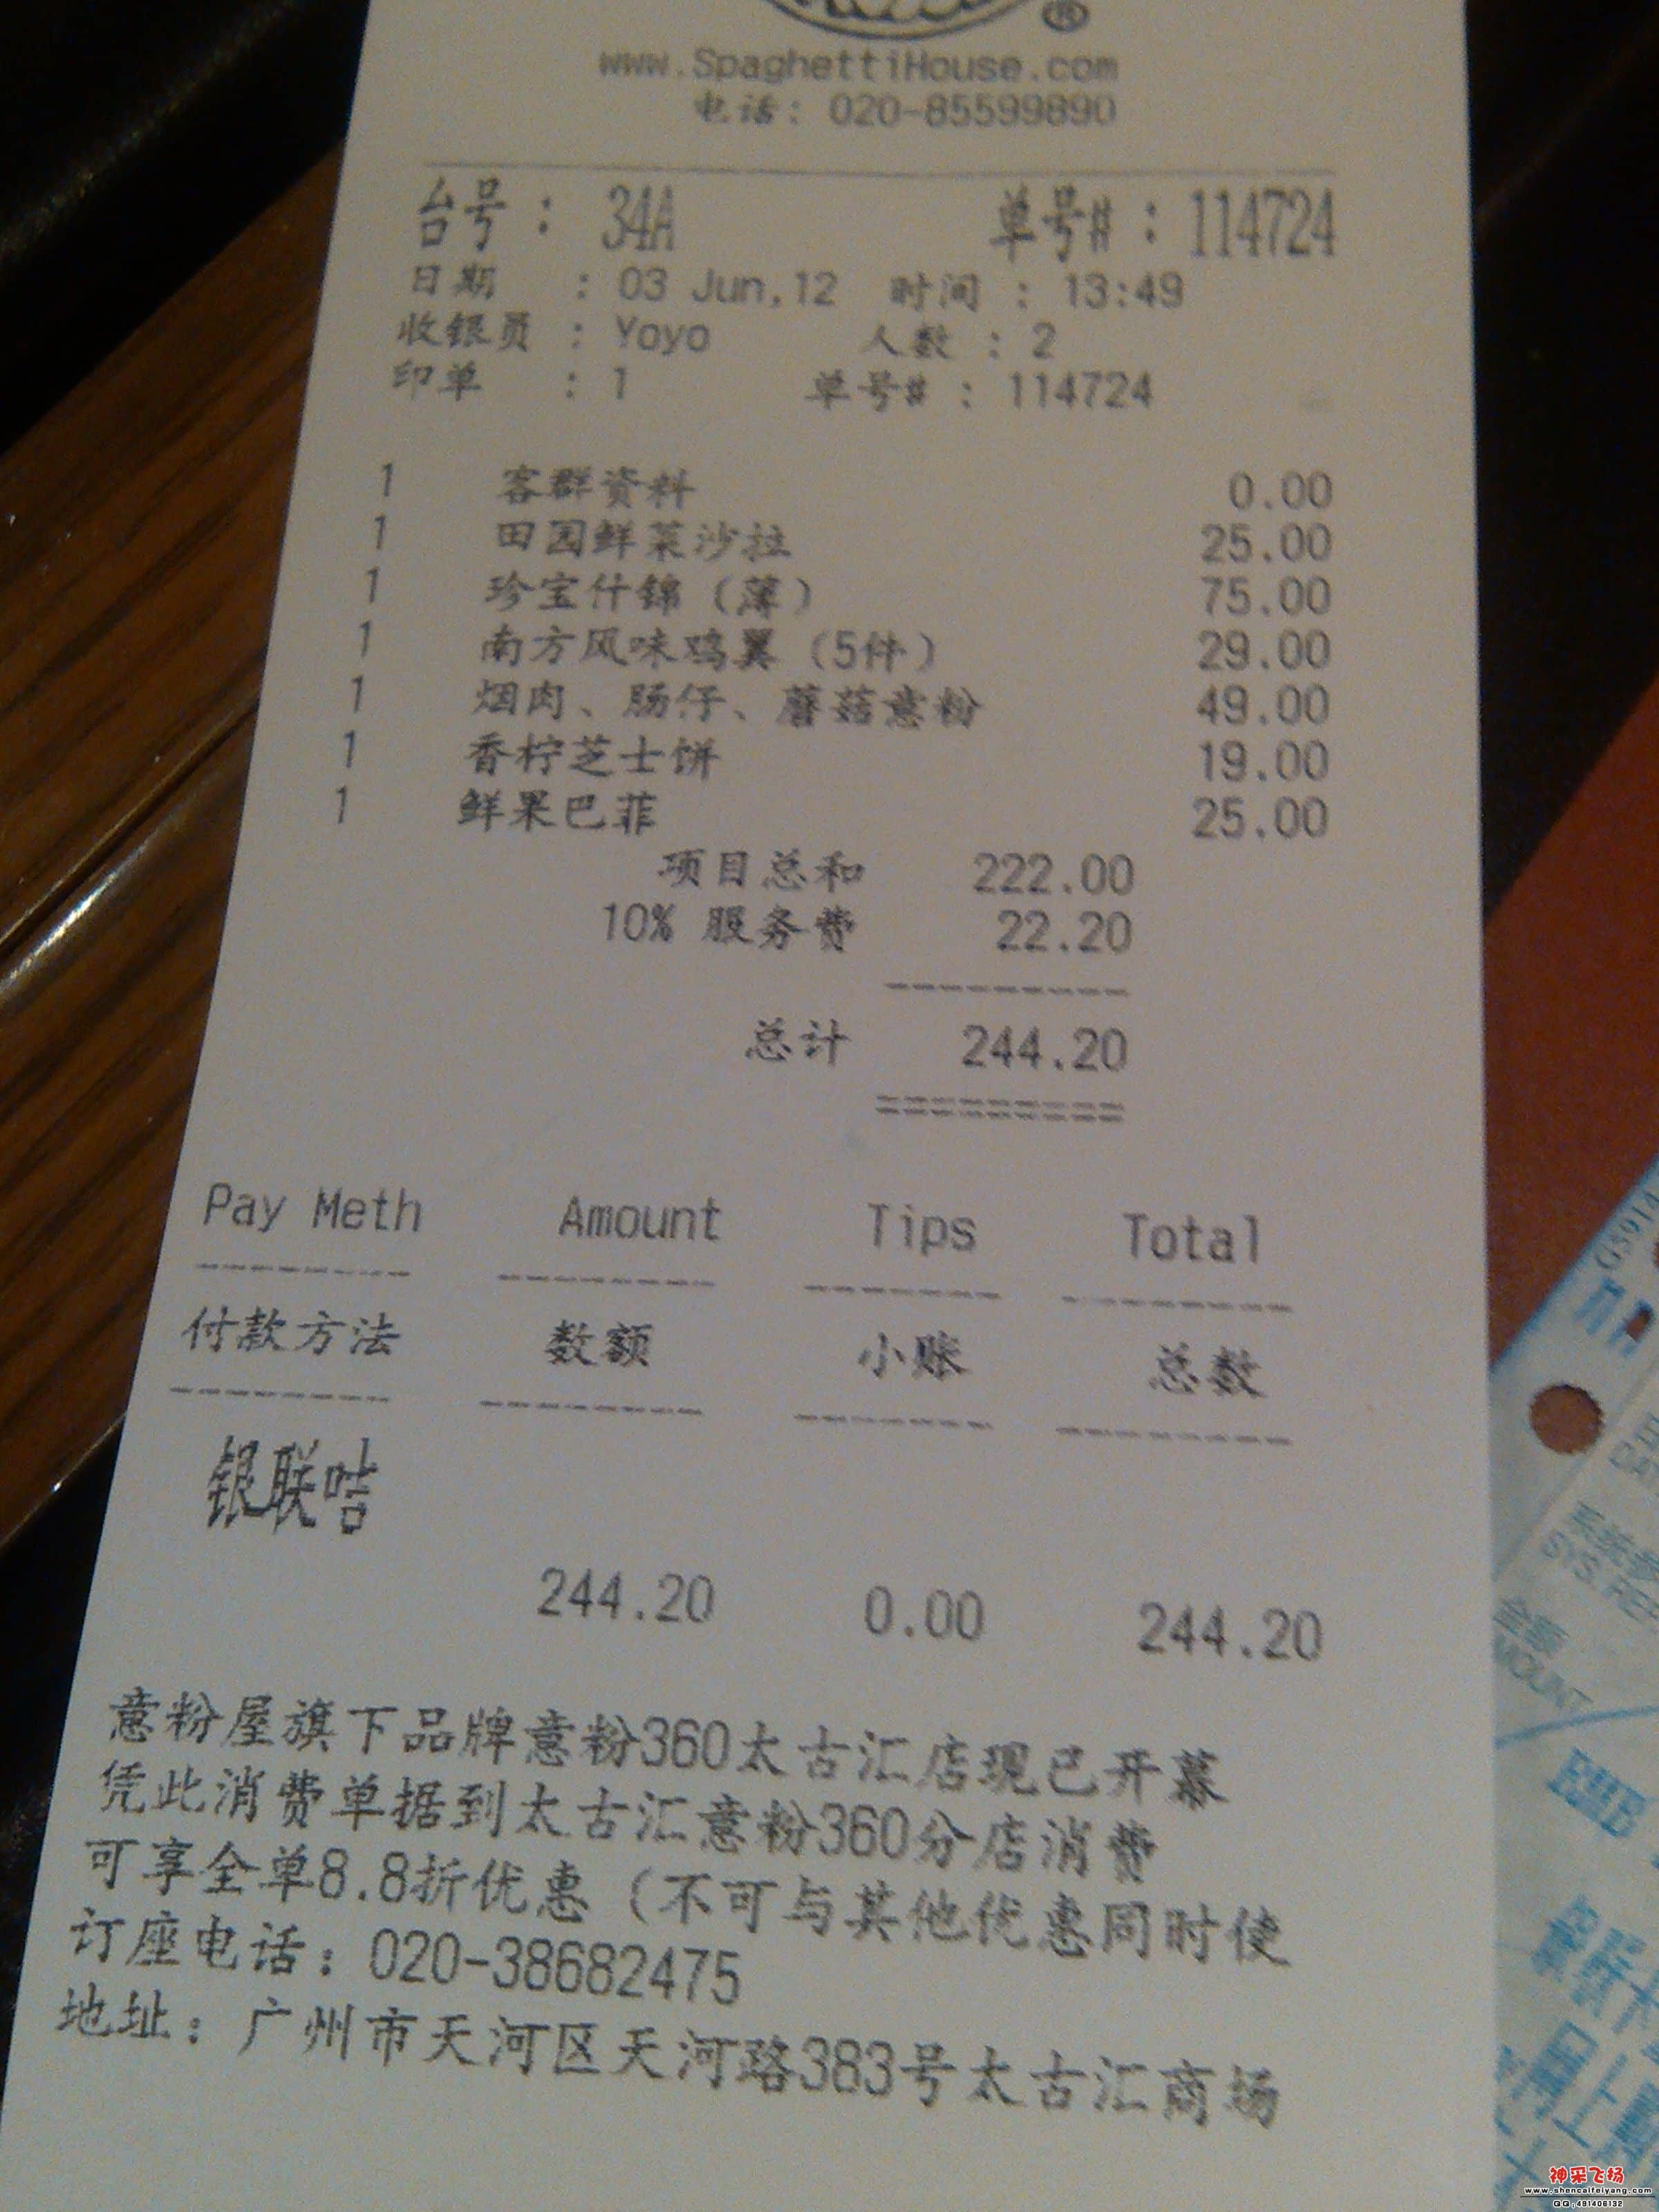 ®
www.SpaghettiHouse.com
电话: 020-85599890
台号: 34A 单号#: 114724
日期 : 03 Jun,12 时间 : 13:49
收银员 : Yoyo 人数 : 2
印单 : 1 单号# : 114724
1 客群资料 0.00
1 田园鲜菜沙拉 25.00
1 珍宝什锦(薄) 75.00
1 南方风味鸡翼(5件) 29.00
1 烟肉、肠仔、蘑菇意粉 49.00
1 香柠芝士饼 19.00
1 鲜果巴菲 25.00
项目总和 222.00
10% 服务费 22.20
总计 244.20
Pay Meth Amount Tips Total
付款方法 数额 小账 总数
银联咭
244.20 0.00 244.20
意粉屋旗下品牌意粉360太古汇店现已开幕
凭此消费单据到太古汇意粉360分店消费
可享全单8.8折优惠(不可与其他优惠同时使
订座电话: 020-38682475
地址: 广州市天河区天河路383号太古汇商场
金额
RMB
神采飞扬
www.shencaifeiyang.com
QQ:491406132